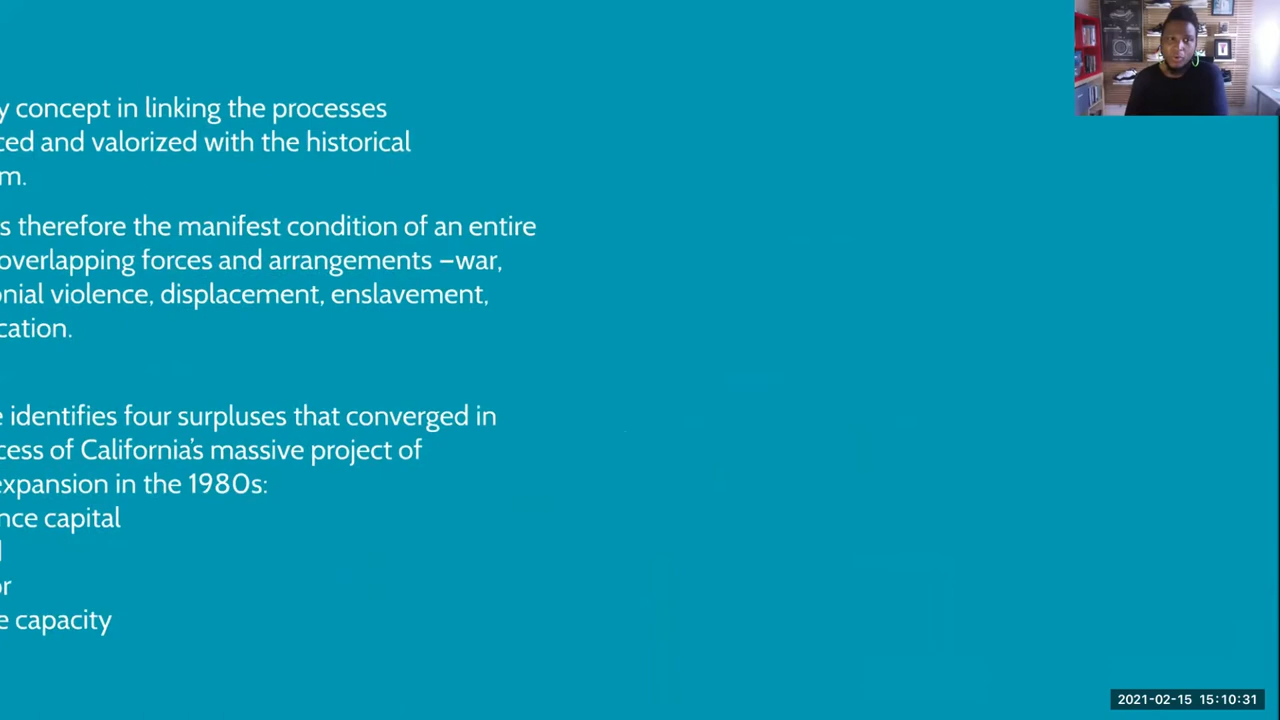 y concept in linking the processes
ced and valorized with the historical
m.
s therefore the manifest condition of an entire
overlapping forces and arrangements –war,
onial violence, displacement, enslavement,
cation.
e identifies four surpluses that converged in
cess of California's massive project of
expansion in the 1980s:
nce capital
l
or
e capacity
2021-02-15 15:10:31